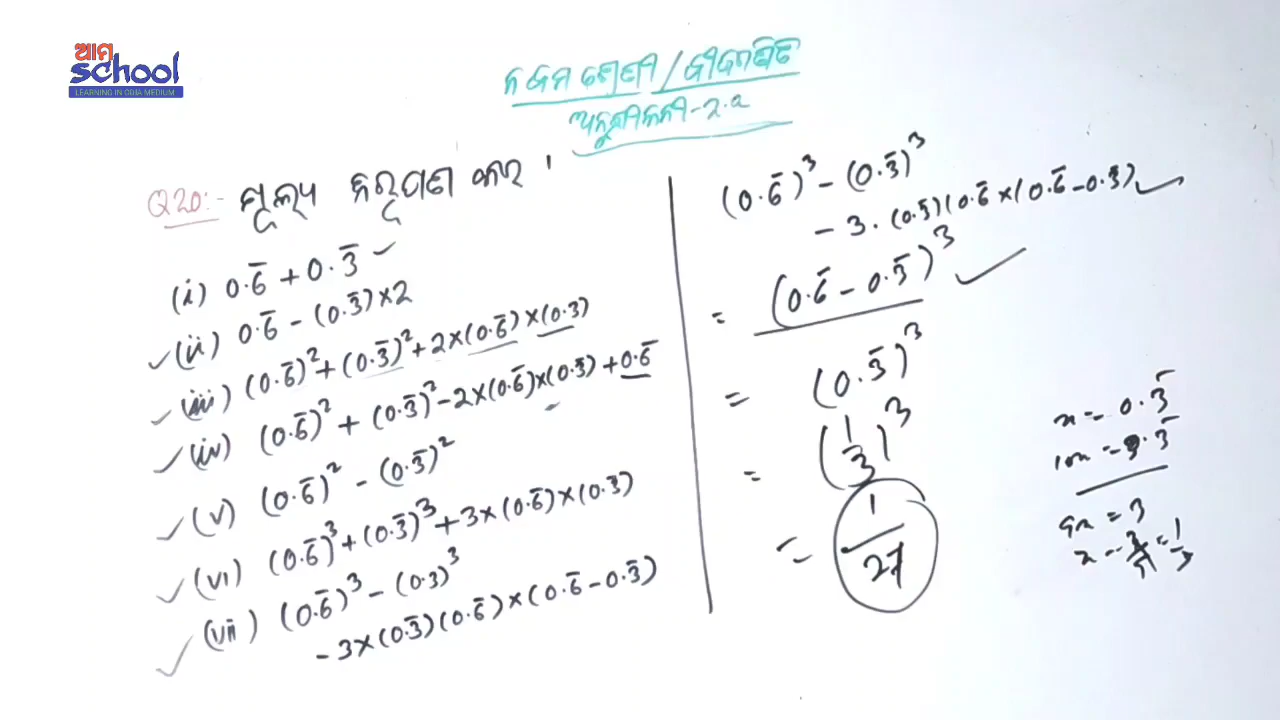 ଆମ
School
LEARNING IN ODIA MEDIUM
ନବମ ଶ୍ରେଣୀ / ବୀଜଗଣିତ
ଅନୁଶୀଳନୀ-2.a
Q20:- ମୂଲ୍ୟ ନିରୂପଣ କର ।
(i) 0.6̅ + 0.3̅
(ii) 0.6̅ - (0.3̅)×2
(iii) (0.6̅)² + (0.3̅)² + 2×(0.6̅)×(0.3)
(iv) (0.6̅)² + (0.3̅)² - 2×(0.6̅)×(0.3) + 0.6̅
(v) (0.6̅)² - (0.3̅)²
(vi) (0.6̅)³ + (0.3̅)³ + 3×(0.6̅)×(0.3)
(vii) (0.6̅)³ - (0.3)³
- 3×(0.3̅)(0.6̅)×(0.6̅-0.3̅)
(0.6̅)³ - (0.3̅)³
- 3.(0.3̅)(0.6̅×(0.6̅-0.3)
= (0.6̅ - 0.3̅)³
= (0.3̅)³
= (1/3)³
= 1/27
x = 0.3̅
10x = 3.3̅
9x = 3
x = 3/9 = 1/3